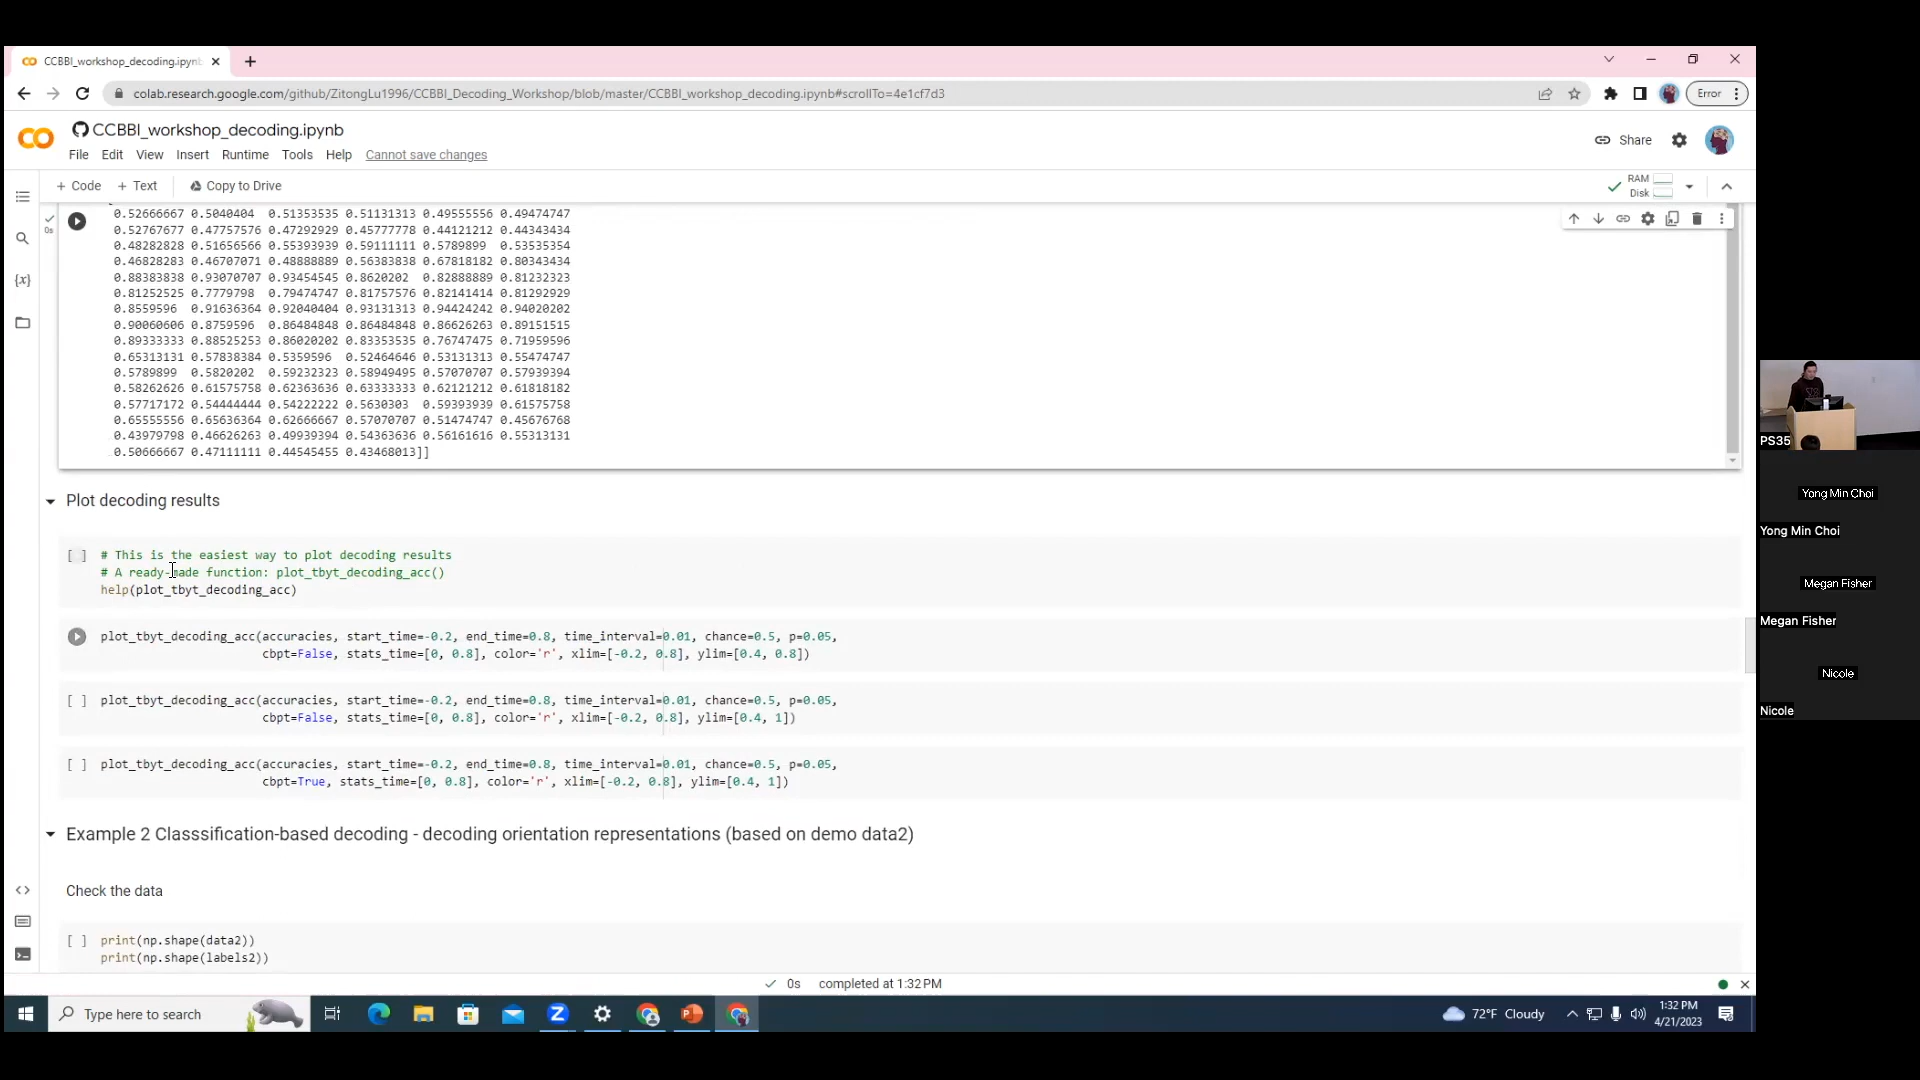 CCBBI_workshop_decoding.ipynb
colab.research.google.com/github/ZitongLu1996/CCBBI_Decoding_Workshop/blob/master/CCBBI_workshop_decoding.ipynb#scrollTo=4e1cf7d3
Error
CCBBI_workshop_decoding.ipynb
File Edit View Insert Runtime Tools Help Cannot save changes
Share
+ Code + Text Copy to Drive
RAM
Disk
0s
0.52666667 0.5040404 0.51353535 0.51131313 0.49555556 0.49474747
0.52767677 0.47757576 0.47292929 0.45777778 0.44121212 0.44343434
0.48282828 0.51656566 0.55393939 0.59111111 0.5789899 0.53535354
0.46828283 0.46707071 0.48888889 0.56383838 0.67818182 0.80343434
0.88383838 0.93070707 0.93454545 0.8620202 0.82888889 0.81232323
0.81252525 0.7779798 0.79474747 0.81757576 0.82141414 0.81292929
0.8559596 0.91636364 0.92040404 0.93131313 0.94424242 0.94020202
0.90060606 0.8759596 0.86484848 0.86484848 0.86626263 0.89151515
0.89333333 0.88525253 0.86020202 0.83353535 0.76747475 0.71959596
0.65313131 0.57838384 0.5359596 0.52464646 0.53131313 0.55474747
0.5789899 0.5820202 0.59232323 0.58949495 0.57070707 0.57939394
0.58262626 0.61575758 0.62363636 0.63333333 0.62121212 0.61818182
0.57717172 0.54444444 0.54222222 0.5630303 0.59393939 0.61575758
0.65555556 0.65636364 0.62666667 0.57070707 0.51474747 0.45676768
0.43979798 0.46626263 0.49939394 0.54363636 0.56161616 0.55313131
0.50666667 0.47111111 0.44545455 0.43468013]]
Plot decoding results
[ ] # This is the easiest way to plot decoding results
# A ready-made function: plot_tbyt_decoding_acc()
help(plot_tbyt_decoding_acc)
plot_tbyt_decoding_acc(accuracies, start_time=-0.2, end_time=0.8, time_interval=0.01, chance=0.5, p=0.05,
cbpt=False, stats_time=[0, 0.8], color='r', xlim=[-0.2, 0.8], ylim=[0.4, 0.8])
[ ] plot_tbyt_decoding_acc(accuracies, start_time=-0.2, end_time=0.8, time_interval=0.01, chance=0.5, p=0.05,
cbpt=False, stats_time=[0, 0.8], color='r', xlim=[-0.2, 0.8], ylim=[0.4, 1])
[ ] plot_tbyt_decoding_acc(accuracies, start_time=-0.2, end_time=0.8, time_interval=0.01, chance=0.5, p=0.05,
cbpt=True, stats_time=[0, 0.8], color='r', xlim=[-0.2, 0.8], ylim=[0.4, 1])
Example 2 Classsification-based decoding - decoding orientation representations (based on demo data2)
Check the data
[ ] print(np.shape(data2))
print(np.shape(labels2))
0s completed at 1:32 PM
Type here to search
72°F Cloudy
1:32 PM
4/21/2023
PS35
Yong Min Choi
Yong Min Choi
Megan Fisher
Megan Fisher
Nicole
Nicole